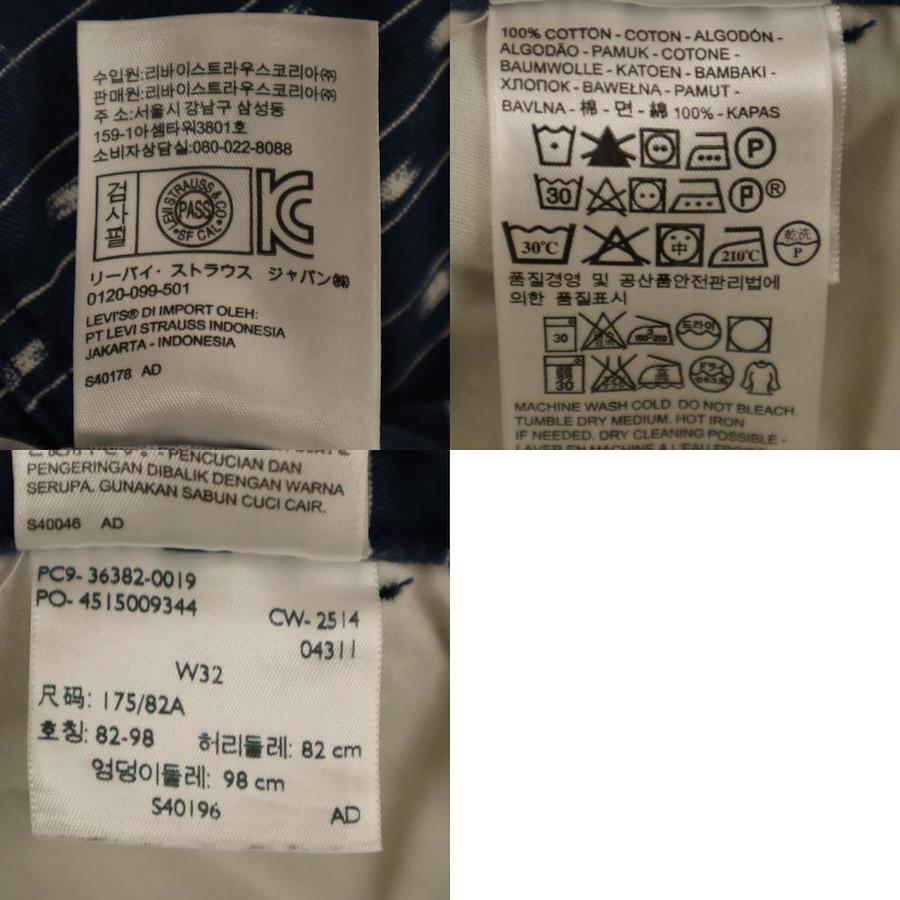 수입원:리바이스트라우스코리아㈜
판매원:리바이스트라우스코리아㈜
주 소:서울시 강남구 삼성동
159-1아셈타워3801호
소비자상담실:080-022-8088
검사필
LEVI STRAUSS & CO
PASS
SF CAL
リーバイ・ストラウス ジャパン㈱
0120-099-501
LEVI'S® DI IMPORT OLEH:
PT LEVI STRAUSS INDONESIA
JAKARTA - INDONESIA
S40178 AD
100% COTTON - COTON - ALGODÓN -
ALGODÃO - PAMUK - COTONE -
BAUMWOLLE - KATOEN - BAMBAKI -
ХЛОПОК - BAWEŁNA - PAMUT -
BAVLNA - 棉 - 면 - 綿 100% - KAPAS
P
30 P ®
30°C 中 210°C 乾洗 P
품질경영 및 공산품안전관리법에
의한 품질표시
30 드라이
30 高 ドライ
MACHINE WASH COLD. DO NOT BLEACH.
TUMBLE DRY MEDIUM. HOT IRON
IF NEEDED. DRY CLEANING POSSIBLE -
PENCUCIAN DAN
PENGERINGAN DIBALIK DENGAN WARNA
SERUPA. GUNAKAN SABUN CUCI CAIR.
S40046 AD
PC9- 36382-0019
PO- 4515009344
CW- 2514
04311
W32
尺码: 175/82A
호칭: 82-98 허리둘레: 82 cm
엉덩이둘레: 98 cm
S40196 AD